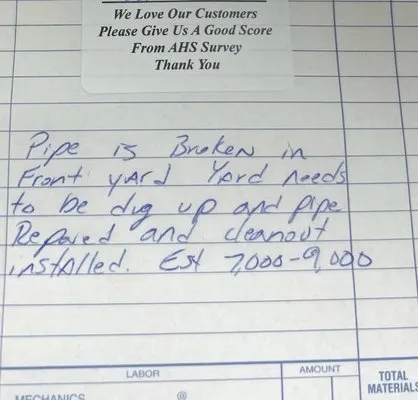 We Love Our Customers
Please Give Us A Good Score
From AHS Survey
Thank You
Pipe is Broken in
Front yard Yard needs
to be dug up and pipe
Repared and cleanout
installed. Est 7,000-9,000
LABOR
AMOUNT
TOTAL
MATERIALS
MECHANICS @